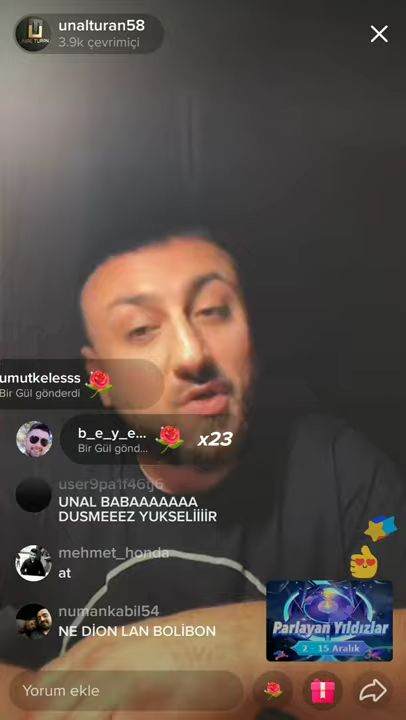 unalturan58
3.9k çevrimiçi
umutkelesss
Bir Gül gönderdi
b_e_y_e...
Bir Gül gönd...
x23
user9pa1f46tj6
UNAL BABAAAAAAA
DUSMEEEZ YUKSELİİİİR
mehmet_honda
at
numankabil54
NE DİON LAN BOLİBON
Parlayan Yıldızlar
2 - 15 Aralık
Yorum ekle